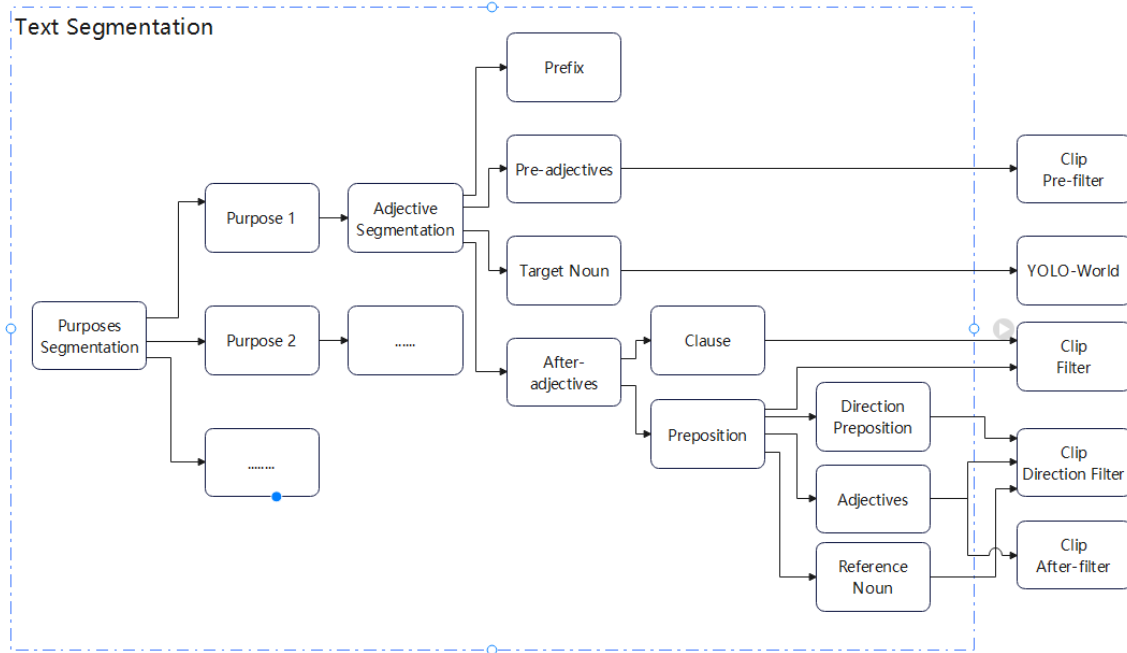 Text Segmentation
Prefix
Pre-adjectives
Clip
Pre-filter
Purpose 1
Adjective
Segmentation
Target Noun
YOLO-World
Purposes
Segmentation
Purpose 2
......
After-
adjectives
Clause
Clip
Filter
Preposition
Direction
Preposition
Clip
Direction Filter
........
Adjectives
Clip
After-filter
Reference
Noun